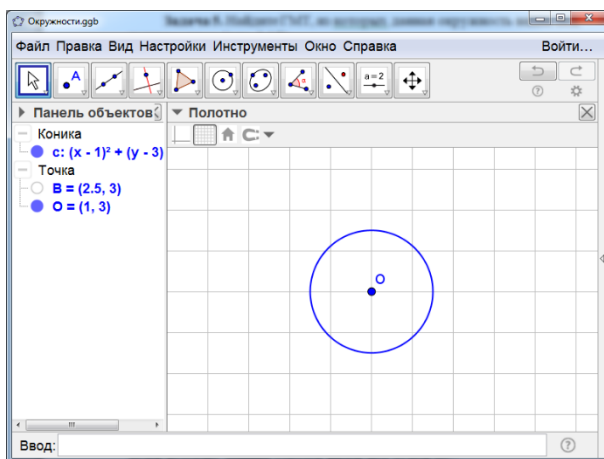 Окружности.ggb
Файл Правка Вид Настройки Инструменты Окно Справка Войти...
A
a=2
Панель объектов
Полотно
Коника
c: (x - 1)² + (y - 3)
Точка
B = (2.5, 3)
O = (1, 3)
O
Ввод: